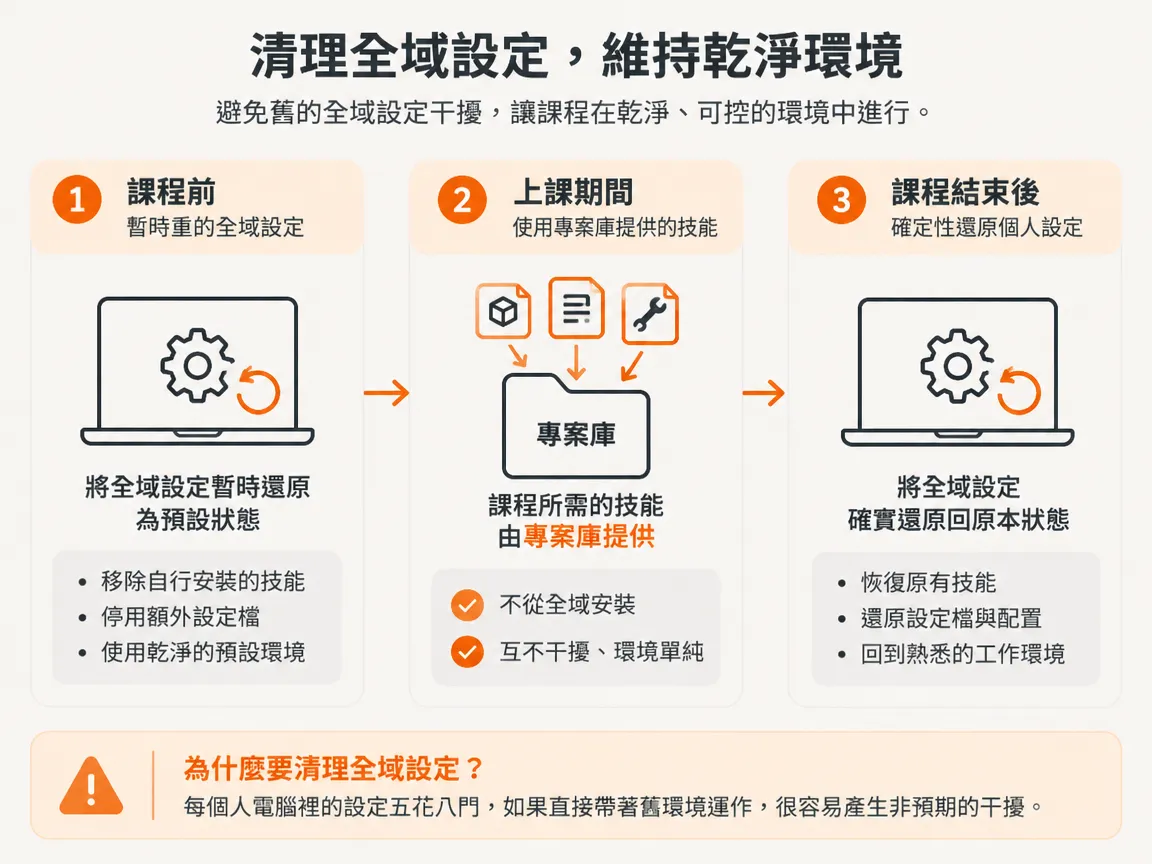 清理全域設定，維持乾淨環境
避免舊的全域設定干擾，讓課程在乾淨、可控的環境中進行。
1
課程前
暫時重的全域設定
將全域設定暫時還原
為預設狀態
• 移除自行安裝的技能
• 停用額外設定檔
• 使用乾淨的預設環境
2
上課期間
使用專案庫提供的技能
專案庫
課程所需的技能
由專案庫提供
不從全域安裝
互不干擾、環境單純
3
課程結束後
確定性還原個人設定
將全域設定
確實還原回原本狀態
• 恢復原有技能
• 還原設定檔與配置
• 回到熟悉的工作環境
為什麼要清理全域設定？
每個人電腦裡的設定五花八門，如果直接帶著舊環境運作，很容易產生非預期的干擾。